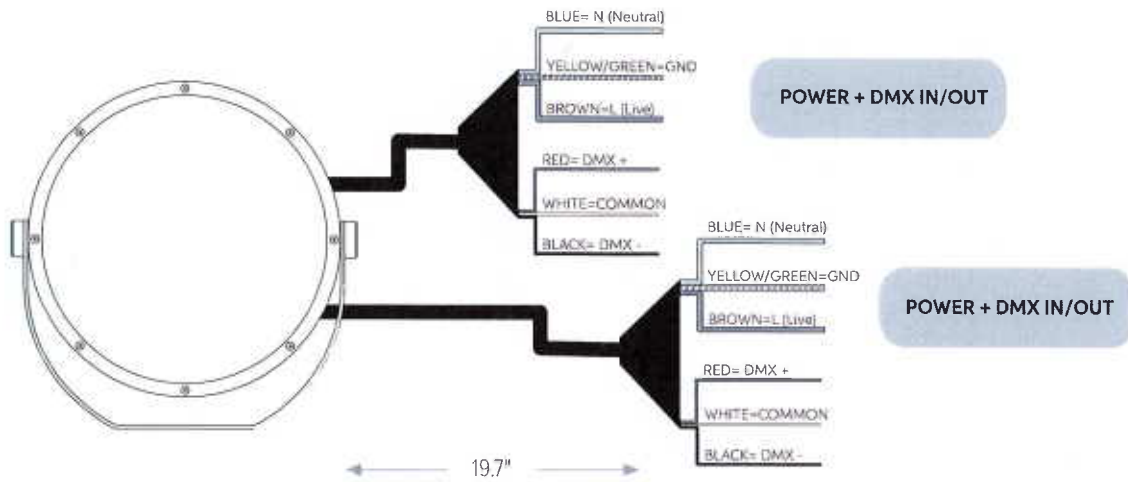 BLUE= N (Neutral)
YELLOW/GREEN=GND
BROWN=L (Live)
POWER + DMX IN/OUT
RED= DMX +
WHITE=COMMON
BLACK= DMX -
BLUE= N (Neutral)
YELLOW/GREEN=GND
BROWN=L (Live)
POWER + DMX IN/OUT
RED= DMX +
WHITE=COMMON
BLACK= DMX -
19.7"